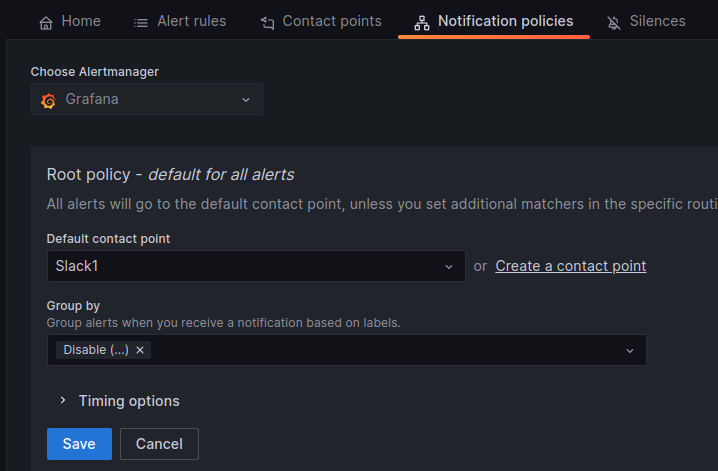 Home Alert rules Contact points Notification policies Silences
Choose Alertmanager
Grafana
Root policy - default for all alerts
All alerts will go to the default contact point, unless you set additional matchers in the specific routi
Default contact point
Slack1 or Create a contact point
Group by
Group alerts when you receive a notification based on labels.
Disable (...) ×
Timing options
Save Cancel